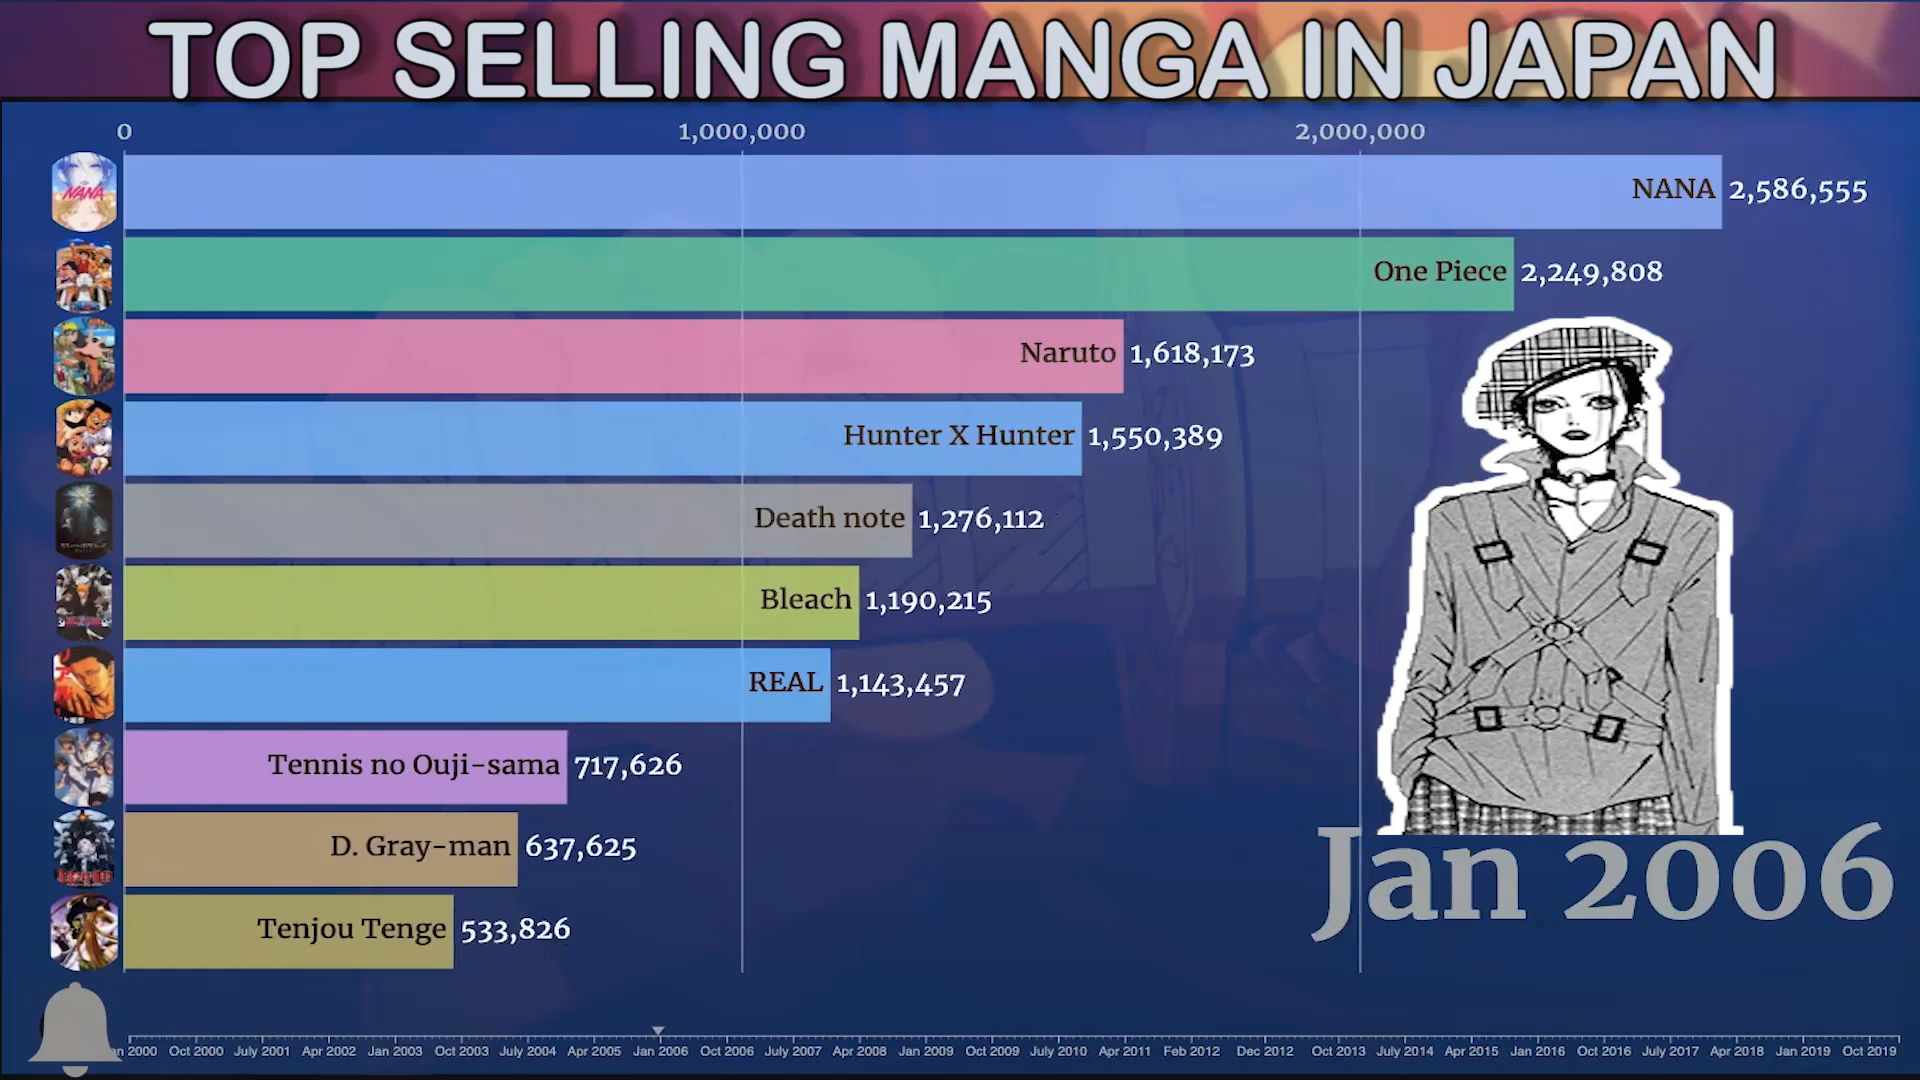 TOP SELLING MANGA IN JAPAN
0 1,000,000 2,000,000
NANA
NANA 2,586,555
One Piece 2,249,808
Naruto 1,618,173
Hunter X Hunter 1,550,389
Death note 1,276,112
Bleach 1,190,215
REAL 1,143,457
Tennis no Ouji-sama 717,626
D. Gray-man 637,625
Tenjou Tenge 533,826
Jan 2006
n 2000 Oct 2000 July 2001 Apr 2002 Jan 2003 Oct 2003 July 2004 Apr 2005 Jan 2006 Oct 2006 July 2007 Apr 2008 Jan 2009 Oct 2009 July 2010 Apr 2011 Feb 2012 Dec 2012 Oct 2013 July 2014 Apr 2015 Jan 2016 Oct 2016 July 2017 Apr 2018 Jan 2019 Oct 2019